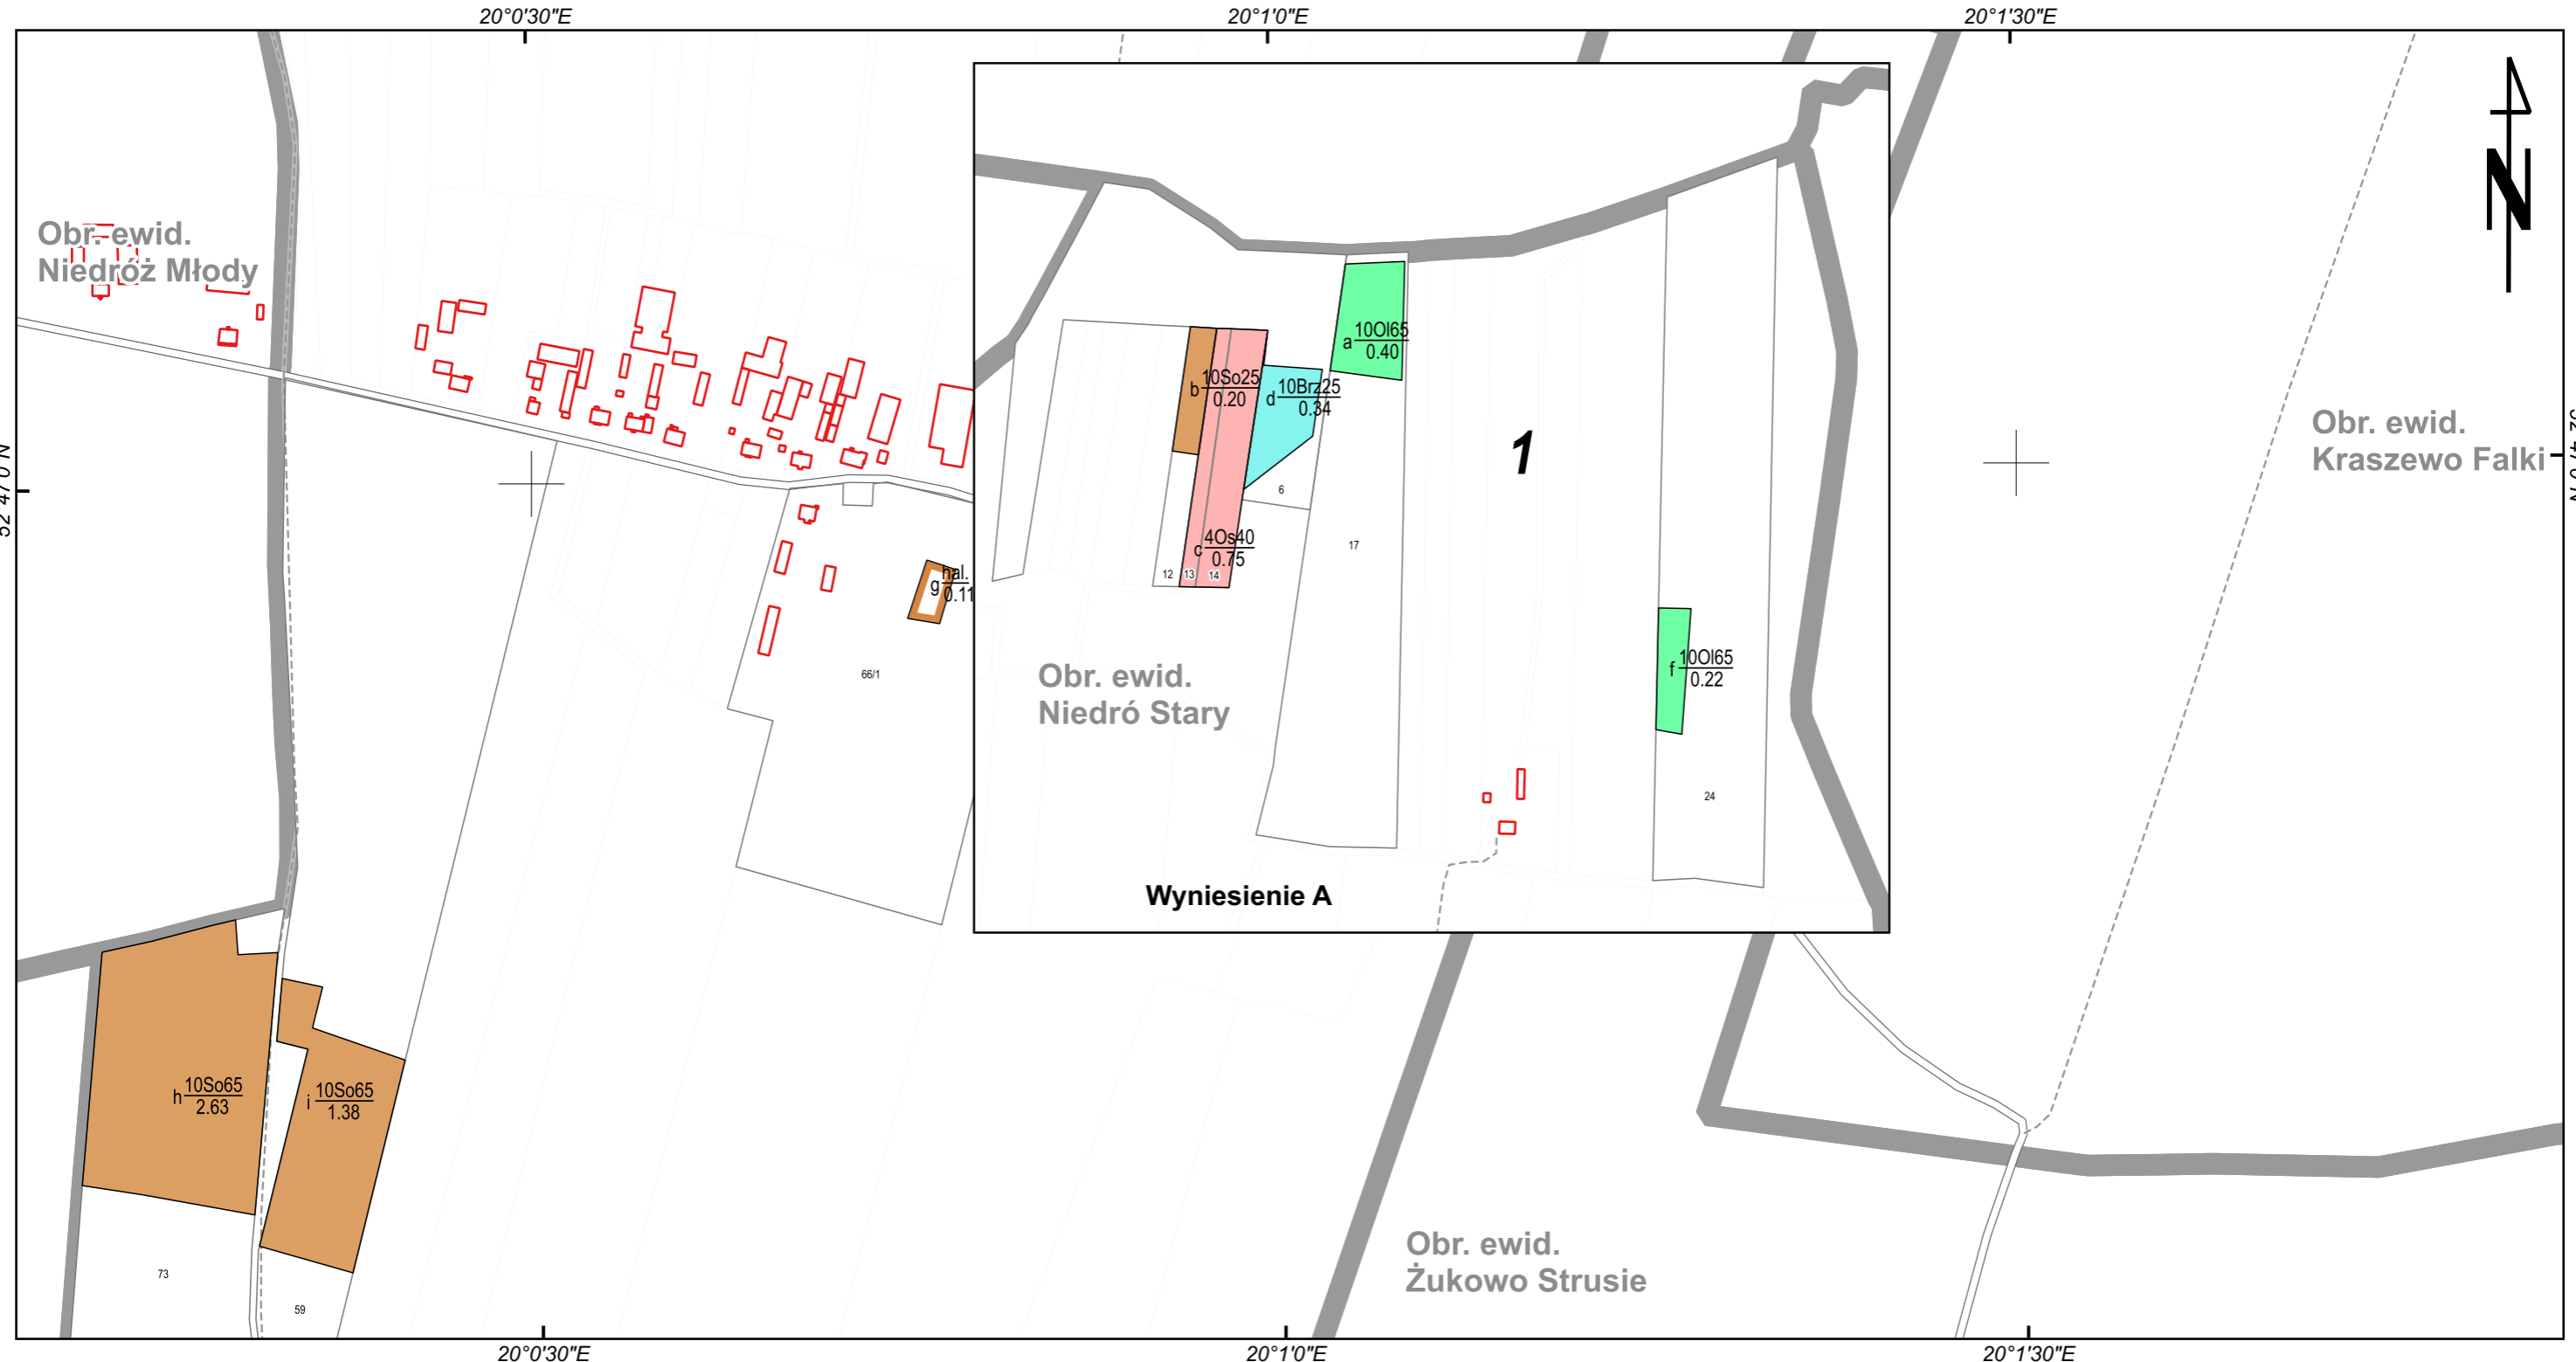 20°0'30"E
20°1'0"E
20°1'30"E
N
Obr. ewid.
Niedróż Młody
a 10Ol65
0.40
b 10So25
0.20
d 10Brz25
0.34
1
Obr. ewid.
Kraszewo Falki
6
17
c 4Os40
0.75
12
13
14
g hal.
0.11
66/1
Obr. ewid.
Niedró Stary
f 10Ol65
0.22
24
Wyniesienie A
h 10So65
2.63
i 10So65
1.38
Obr. ewid.
Żukowo Strusie
73
59
20°0'30"E
20°1'0"E
20°1'30"E